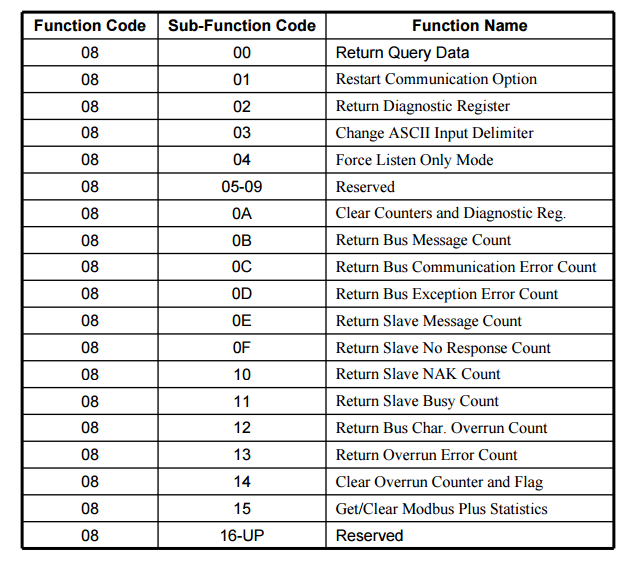 Function Code Sub-Function Code Function Name
08 00 Return Query Data
08 01 Restart Communication Option
08 02 Return Diagnostic Register
08 03 Change ASCII Input Delimiter
08 04 Force Listen Only Mode
08 05-09 Reserved
08 0A Clear Counters and Diagnostic Reg.
08 0B Return Bus Message Count
08 0C Return Bus Communication Error Count
08 0D Return Bus Exception Error Count
08 0E Return Slave Message Count
08 0F Return Slave No Response Count
08 10 Return Slave NAK Count
08 11 Return Slave Busy Count
08 12 Return Bus Char. Overrun Count
08 13 Return Overrun Error Count
08 14 Clear Overrun Counter and Flag
08 15 Get/Clear Modbus Plus Statistics
08 16-UP Reserved